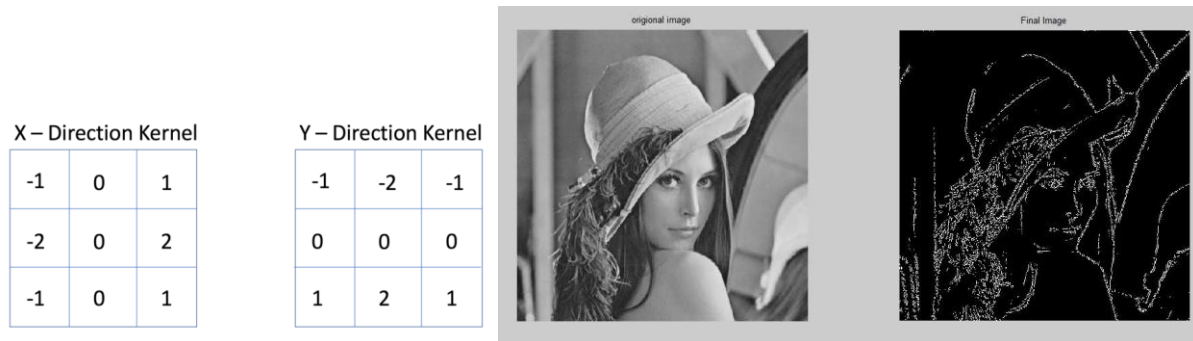 X – Direction Kernel
-1 0 1
-2 0 2
-1 0 1
Y – Direction Kernel
-1 -2 -1
0 0 0
1 2 1
origional image
Final Image